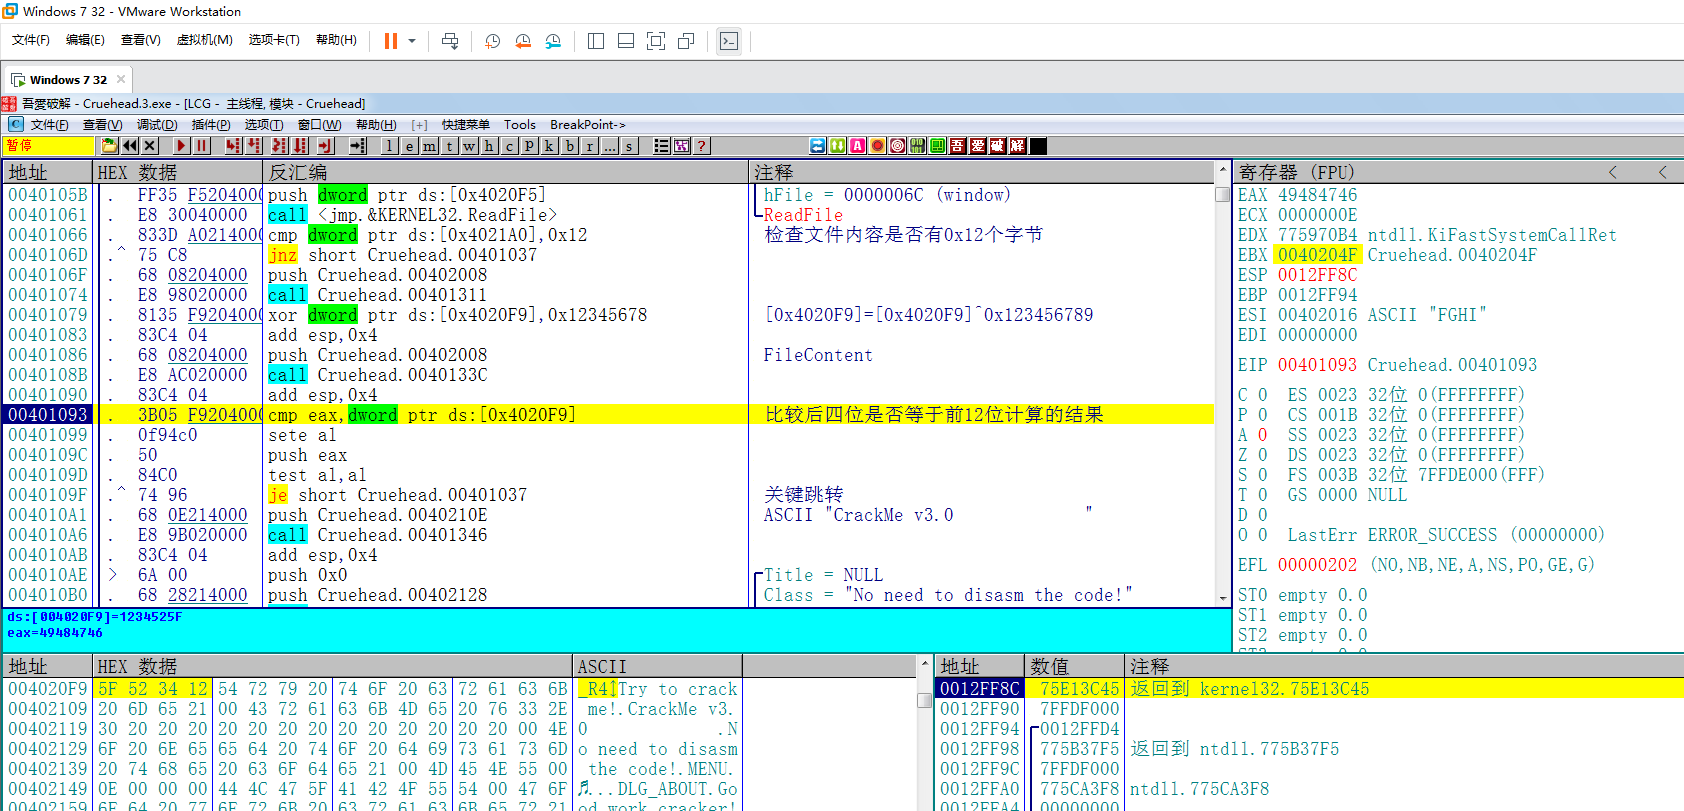 Windows 7 32 - VMware Workstation
文件(F) 编辑(E) 查看(V) 虚拟机(M) 选项卡(T) 帮助(H)
Windows 7 32
吾愛破解 - Cruehead.3.exe - [LCG - 主线程, 模块 - Cruehead]
C 文件(F) 查看(V) 调试(D) 插件(P) 选项(T) 窗口(W) 帮助(H) [+] 快捷菜单 Tools BreakPoint->
暂停 l e m t w h c p k b r ... s ? 吾 爱 破 解
地址 HEX 数据 反汇编 注释
0040105B . FF35 F5204000 push dword ptr ds:[0x4020F5] hFile = 0000006C (window)
00401061 . E8 30040000 call <jmp.&KERNEL32.ReadFile> ReadFile
00401066 . 833D A0214000 cmp dword ptr ds:[0x4021A0],0x12 检查文件内容是否有0x12个字节
0040106D .^ 75 C8 jnz short Cruehead.00401037
0040106F . 68 08204000 push Cruehead.00402008
00401074 . E8 98020000 call Cruehead.00401311
00401079 . 8135 F9204000 xor dword ptr ds:[0x4020F9],0x12345678 [0x4020F9]=[0x4020F9]^0x123456789
00401083 . 83C4 04 add esp,0x4
00401086 . 68 08204000 push Cruehead.00402008 FileContent
0040108B . E8 AC020000 call Cruehead.0040133C
00401090 . 83C4 04 add esp,0x4
00401093 . 3B05 F9204000 cmp eax,dword ptr ds:[0x4020F9] 比较后四位是否等于前12位计算的结果
00401099 . 0f94c0 sete al
0040109C . 50 push eax
0040109D . 84C0 test al,al
0040109F .^ 74 96 je short Cruehead.00401037 关键跳转
004010A1 . 68 0E214000 push Cruehead.0040210E ASCII "CrackMe v3.0             "
004010A6 . E8 9B020000 call Cruehead.00401346
004010AB . 83C4 04 add esp,0x4
004010AE > 6A 00 push 0x0 Title = NULL
004010B0 . 68 28214000 push Cruehead.00402128 Class = "No need to disasm the code!"
ds:[004020F9]=1234525F
eax=49484746
寄存器 (FPU) < <
EAX 49484746
ECX 0000000E
EDX 775970B4 ntdll.KiFastSystemCallRet
EBX 0040204F Cruehead.0040204F
ESP 0012FF8C
EBP 0012FF94
ESI 00402016 ASCII "FGHI"
EDI 00000000
EIP 00401093 Cruehead.00401093
C 0 ES 0023 32位 0(FFFFFFFF)
P 0 CS 001B 32位 0(FFFFFFFF)
A 0 SS 0023 32位 0(FFFFFFFF)
Z 0 DS 0023 32位 0(FFFFFFFF)
S 0 FS 003B 32位 7FFDE000(FFF)
T 0 GS 0000 NULL
D 0
O 0 LastErr ERROR_SUCCESS (00000000)
EFL 00000202 (NO,NB,NE,A,NS,PO,GE,G)
ST0 empty 0.0
ST1 empty 0.0
ST2 empty 0.0
地址 HEX 数据 ASCII
004020F9 5F 52 34 12 54 72 79 20 74 6F 20 63 72 61 63 6B _R4↕Try to crack
00402109 20 6D 65 21 00 43 72 61 63 6B 4D 65 20 76 33 2E  me!.CrackMe v3.
00402119 30 20 20 20 20 20 20 20 20 20 20 20 20 20 00 4E 0             .N
00402129 6F 20 6E 65 65 64 20 74 6F 20 64 69 73 61 73 6D o need to disasm
00402139 20 74 68 65 20 63 6F 64 65 21 00 4D 45 4E 55 00  the code!.MENU.
00402149 0E 00 00 00 44 4C 47 5F 41 42 4F 55 54 00 47 6F ♬...DLG_ABOUT.Go
00402159 6F 64 20 77 6F 72 6B 20 63 72 61 63 6B 65 72 21 od work cracker!
地址 数值 注释
0012FF8C 75E13C45 返回到 kernel32.75E13C45
0012FF90 7FFDF000
0012FF94 0012FFD4
0012FF98 775B37F5 返回到 ntdll.775B37F5
0012FF9C 7FFDF000
0012FFA0 775CA3F8 ntdll.775CA3F8
0012FFA4 00000000